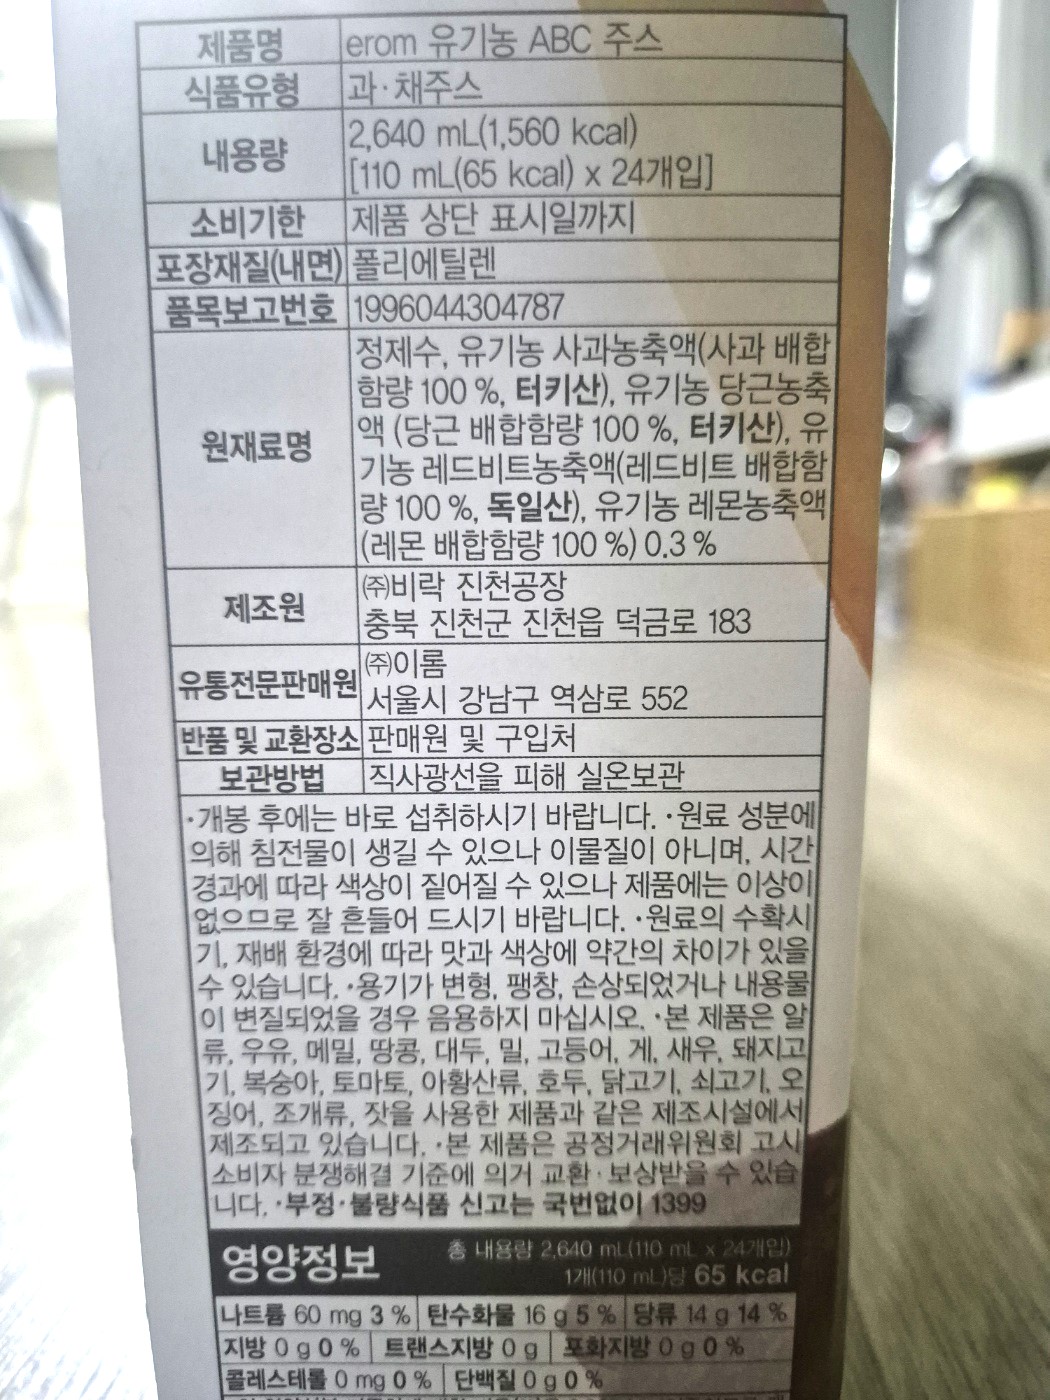 제품명 erom 유기농 ABC 주스
식품유형 과·채주스
내용량 2,640 mL(1,560 kcal)
[110 mL(65 kcal) x 24개입]
소비기한 제품 상단 표시일까지
포장재질(내면) 폴리에틸렌
품목보고번호 1996044304787
원재료명 정제수, 유기농 사과농축액(사과 배합
함량 100 %, 터키산), 유기농 당근농축
액 (당근 배합함량 100 %, 터키산), 유
기농 레드비트농축액(레드비트 배합함
량 100 %, 독일산), 유기농 레몬농축액
(레몬 배합함량 100 %) 0.3 %
제조원 ㈜비락 진천공장
충북 진천군 진천읍 덕금로 183
유통전문판매원 ㈜이롬
서울시 강남구 역삼로 552
반품 및 교환장소 판매원 및 구입처
보관방법 직사광선을 피해 실온보관
·개봉 후에는 바로 섭취하시기 바랍니다. ·원료 성분에
의해 침전물이 생길 수 있으나 이물질이 아니며, 시간
경과에 따라 색상이 짙어질 수 있으나 제품에는 이상이
없으므로 잘 흔들어 드시기 바랍니다. ·원료의 수확시
기, 재배 환경에 따라 맛과 색상에 약간의 차이가 있을
수 있습니다. ·용기가 변형, 팽창, 손상되었거나 내용물
이 변질되었을 경우 음용하지 마십시오. ·본 제품은 알
류, 우유, 메밀, 땅콩, 대두, 밀, 고등어, 게, 새우, 돼지고
기, 복숭아, 토마토, 아황산류, 호두, 닭고기, 쇠고기, 오
징어, 조개류, 잣을 사용한 제품과 같은 제조시설에서
제조되고 있습니다. ·본 제품은 공정거래위원회 고시
소비자 분쟁해결 기준에 의거 교환·보상받을 수 있습
니다. ·부정·불량식품 신고는 국번없이 1399
영양정보 총 내용량 2,640 mL(110 mL x 24개입)
1개(110 mL)당 65 kcal
나트륨 60 mg 3 % 탄수화물 16 g 5 % 당류 14 g 14 %
지방 0 g 0 % 트랜스지방 0 g 포화지방 0 g 0 %
콜레스테롤 0 mg 0 % 단백질 0 g 0 %